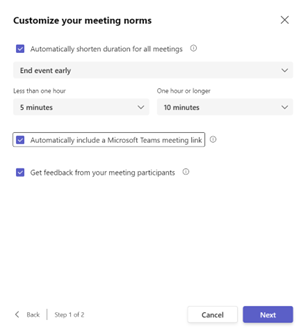 Customize your meeting norms
Automatically shorten duration for all meetings
End event early
Less than one hour
One hour or longer
5 minutes
10 minutes
Automatically include a Microsoft Teams meeting link
Get feedback from your meeting participants
Back
Step 1 of 2
Cancel
Next